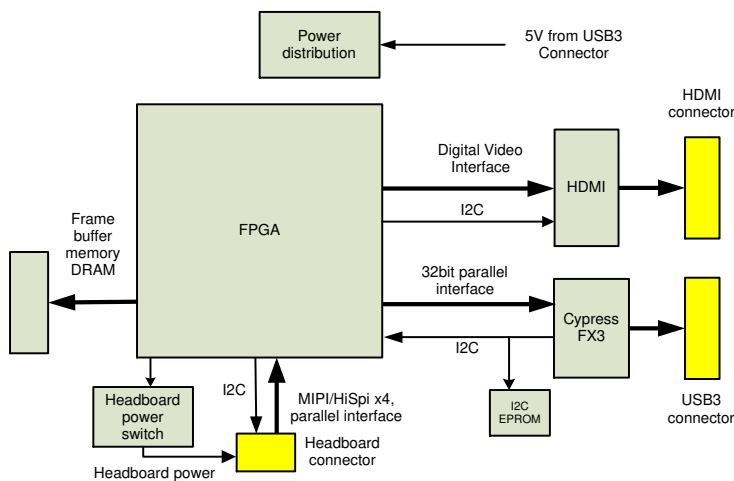 Power
distribution
5V from USB3
Connector
HDMI
connector
Digital Video
Interface
HDMI
I2C
FPGA
Frame
buffer
memory
DRAM
32bit parallel
interface
Cypress
FX3
I2C
USB3
connector
I2C
EPROM
Headboard
power
switch
I2C
MIPI/HiSpi x4,
parallel interface
Headboard
connector
Headboard power